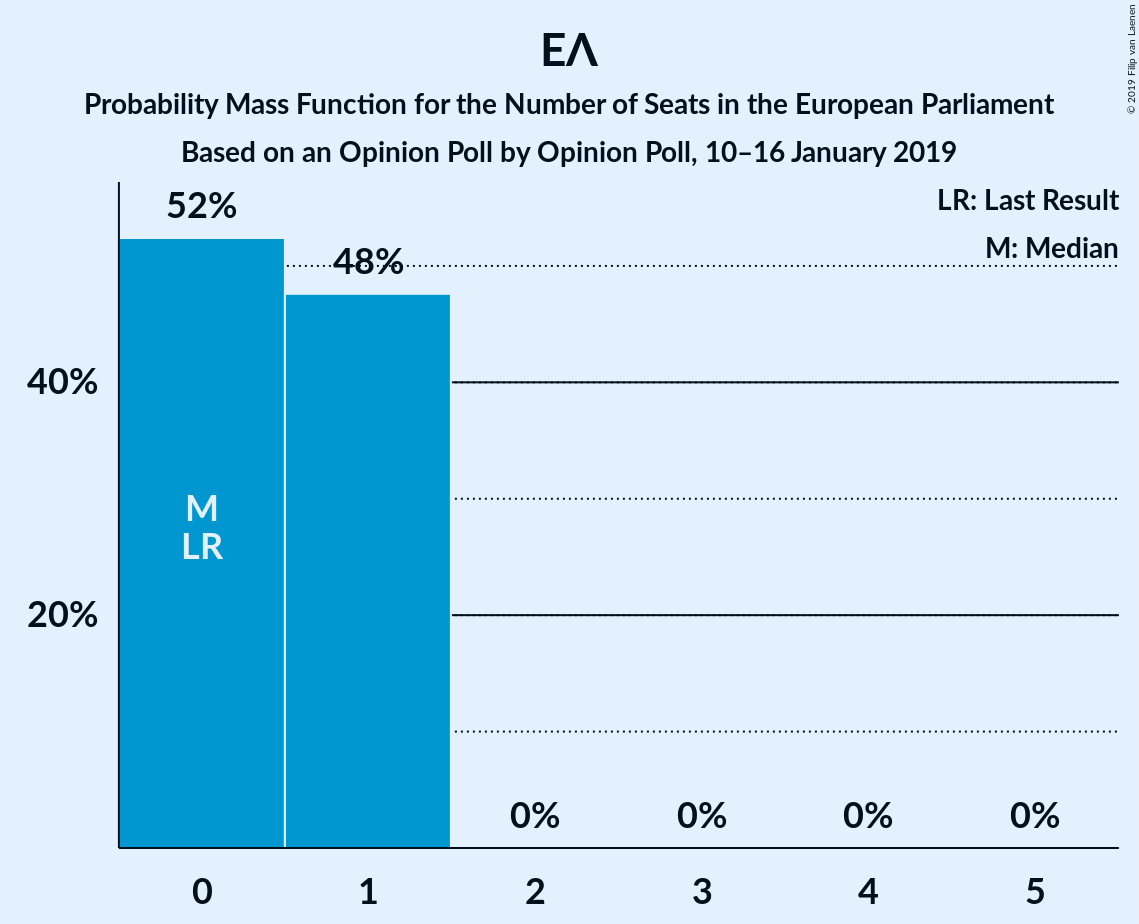 ΕΛ
Probability Mass Function for the Number of Seats in the European Parliament
Based on an Opinion Poll by Opinion Poll, 10–16 January 2019
© 2019 Filip van Laenen
LR: Last Result
M: Median
52%
48%
40%
20%
M
LR
0%
0%
0%
0%
0
1
2
3
4
5